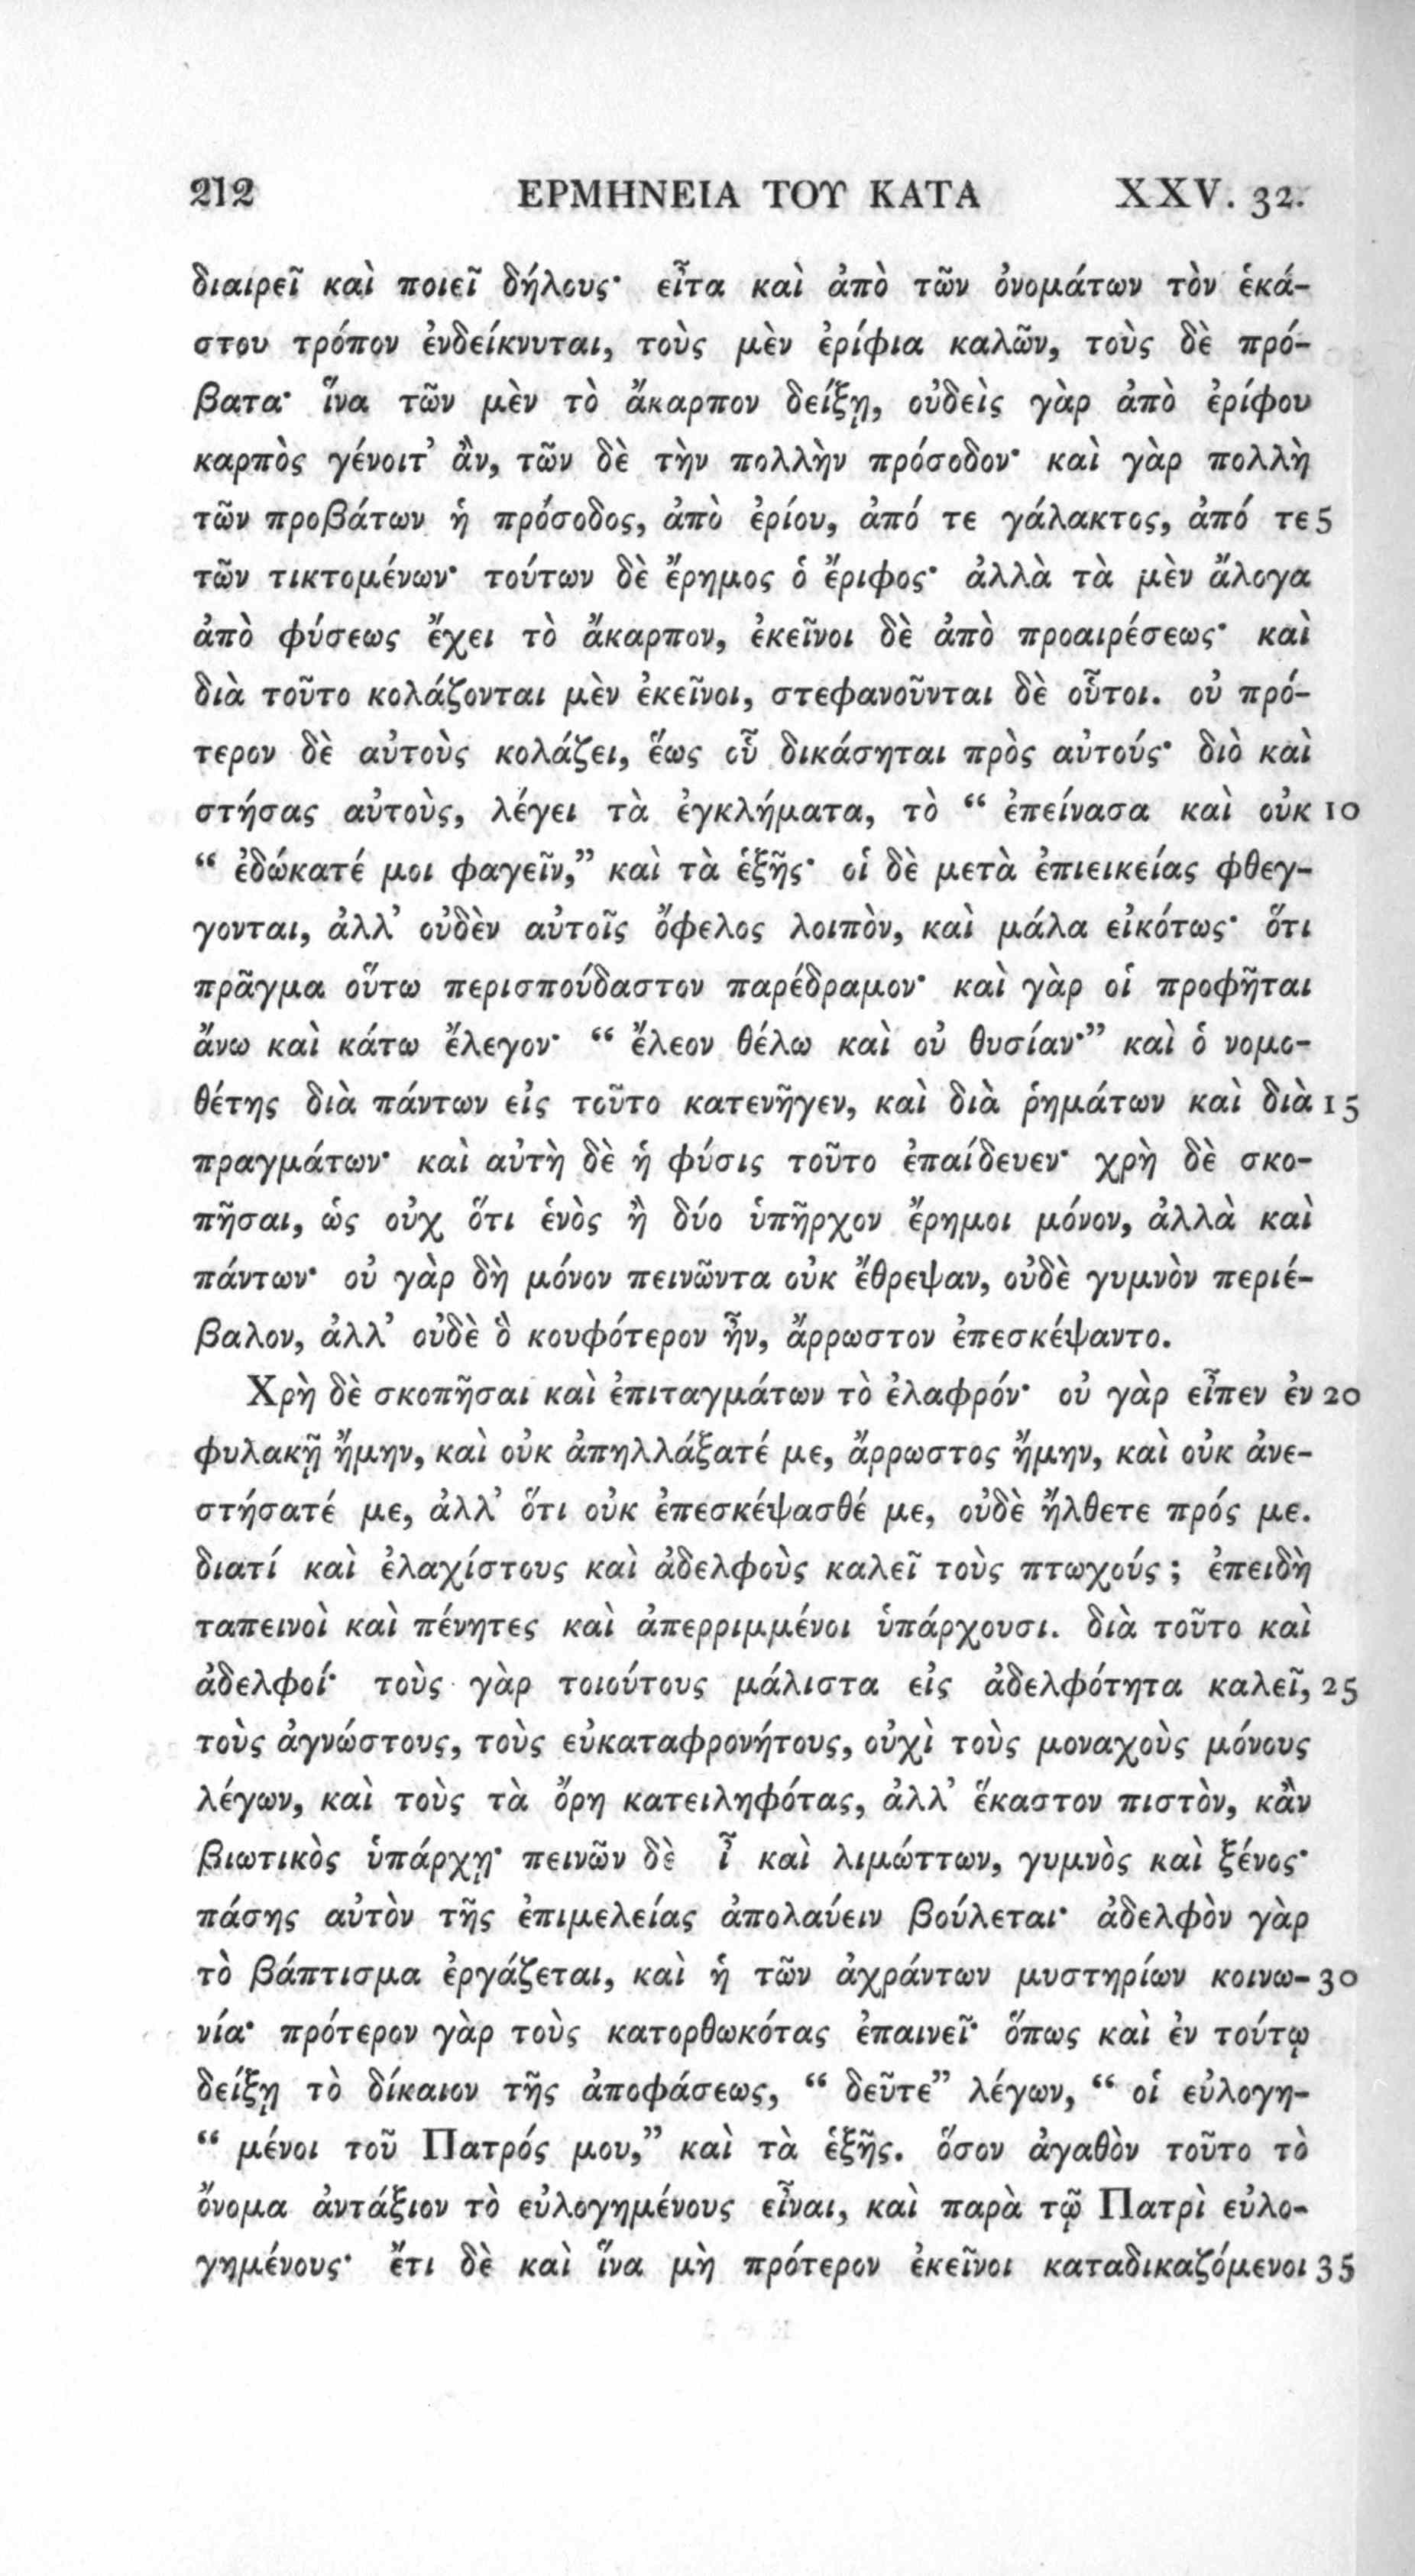 212 ΕΡΜΗΝΕΙΑ ΤΟΥ ΚΑΤΑ XXV. 32.
διαιρεῖ καὶ ποιεῖ δήλους· εἶτα καὶ ἀπὸ τῶν ὀνομάτων τὸν ἑκά-
στου τρόπον ἐνδείκνυται, τοὺς μὲν ἐρίφια καλῶν, τοὺς δὲ πρό-
βατα· ἵνα τῶν μὲν τὸ ἄκαρπον δείξῃ, οὐδεὶς γὰρ ἀπὸ ἐρίφου
καρπὸς γένοιτ’ ἂν, τῶν δὲ τὴν πολλὴν πρόσοδον· καὶ γὰρ πολλὴ
τῶν προβάτων ἡ πρόσοδος, ἀπὸ ἐρίου, ἀπό τε γάλακτος, ἀπό τε 5
τῶν τικτομένων· τούτων δὲ ἔρημος ὁ ἔριφος· ἀλλὰ τὰ μὲν ἄλογα
ἀπὸ φύσεως ἔχει τὸ ἄκαρπον, ἐκεῖνοι δὲ ἀπὸ προαιρέσεως· καὶ
διὰ τοῦτο κολάζονται μὲν ἐκεῖνοι, στεφανοῦνται δὲ οὗτοι. οὐ πρό-
τερον δὲ αὐτοὺς κολάζει, ἕως οὗ δικάσηται πρὸς αὐτούς· διὸ καὶ
στήσας αὐτοὺς, λέγει τὰ ἐγκλήματα, τὸ “ ἐπείνασα καὶ οὐκ 10
“ ἐδώκατέ μοι φαγεῖν,” καὶ τὰ ἑξῆς· οἱ δὲ μετὰ ἐπιεικείας φθεγ-
γονται, ἀλλ’ οὐδὲν αὐτοῖς ὄφελος λοιπὸν, καὶ μάλα εἰκότως· ὅτι
πρᾶγμα οὕτω περισπούδαστον παρέδραμον· καὶ γὰρ οἱ προφῆται
ἄνω καὶ κάτω ἔλεγον· “ ἔλεον θέλω καὶ οὐ θυσίαν·” καὶ ὁ νομο-
θέτης διὰ πάντων εἰς τοῦτο κατενῆγεν, καὶ διὰ ῥημάτων καὶ διὰ 15
πραγμάτων· καὶ αὐτὴ δὲ ἡ φύσις τοῦτο ἐπαίδευεν· χρὴ δὲ σκο-
πῆσαι, ὡς οὐχ ὅτι ἑνὸς ἢ δύο ὑπῆρχον ἔρημοι μόνον, ἀλλὰ καὶ
πάντων· οὐ γὰρ δὴ μόνον πεινῶντα οὐκ ἔθρεψαν, οὐδὲ γυμνὸν περιέ-
βαλον, ἀλλ’ οὐδὲ ὃ κουφότερον ἦν, ἄρρωστον ἐπεσκέψαντο.
Χρὴ δὲ σκοπῆσαι καὶ ἐπιταγμάτων τὸ ἐλαφρόν· οὐ γὰρ εἶπεν ἐν 20
φυλακῇ ἤμην, καὶ οὐκ ἀπηλλάξατέ με, ἄρρωστος ἤμην, καὶ οὐκ ἀνε-
στήσατέ με, ἀλλ’ ὅτι οὐκ ἐπεσκέψασθέ με, οὐδὲ ἤλθετε πρός με.
διατί καὶ ἐλαχίστους καὶ ἀδελφοὺς καλεῖ τοὺς πτωχούς ; ἐπειδὴ
ταπεινοὶ καὶ πένητες καὶ ἀπερριμμένοι ὑπάρχουσι. διὰ τοῦτο καὶ
ἀδελφοί· τοὺς γὰρ τοιούτους μάλιστα εἰς ἀδελφότητα καλεῖ, 25
τοὺς ἀγνώστους, τοὺς εὐκαταφρονήτους, οὐχὶ τοὺς μοναχοὺς μόνους
λέγων, καὶ τοὺς τὰ ὄρη κατειληφότας, ἀλλ’ ἕκαστον πιστὸν, κἂν
βιωτικὸς ὑπάρχῃ· πεινῶν δὲ ἦ καὶ λιμώττων, γυμνὸς καὶ ξένος·
πάσης αὐτὸν τῆς ἐπιμελείας ἀπολαύειν βούλεται· ἀδελφὸν γὰρ
τὸ βάπτισμα ἐργάζεται, καὶ ἡ τῶν ἀχράντων μυστηρίων κοινω- 30
νία· πρότερον γὰρ τοὺς κατορθωκότας ἐπαινεῖ· ὅπως καὶ ἐν τούτῳ
δείξῃ τὸ δίκαιον τῆς ἀποφάσεως, “ δεῦτε” λέγων, “ οἱ εὐλογη-
“ μένοι τοῦ Πατρός μου,” καὶ τὰ ἑξῆς. ὅσον ἀγαθὸν τοῦτο τὸ
ὄνομα ἀντάξιον τὸ εὐλογημένους εἶναι, καὶ παρὰ τῷ Πατρὶ εὐλο-
γημένους· ἔτι δὲ καὶ ἵνα μὴ πρότερον ἐκεῖνοι καταδικαζόμενοι 35